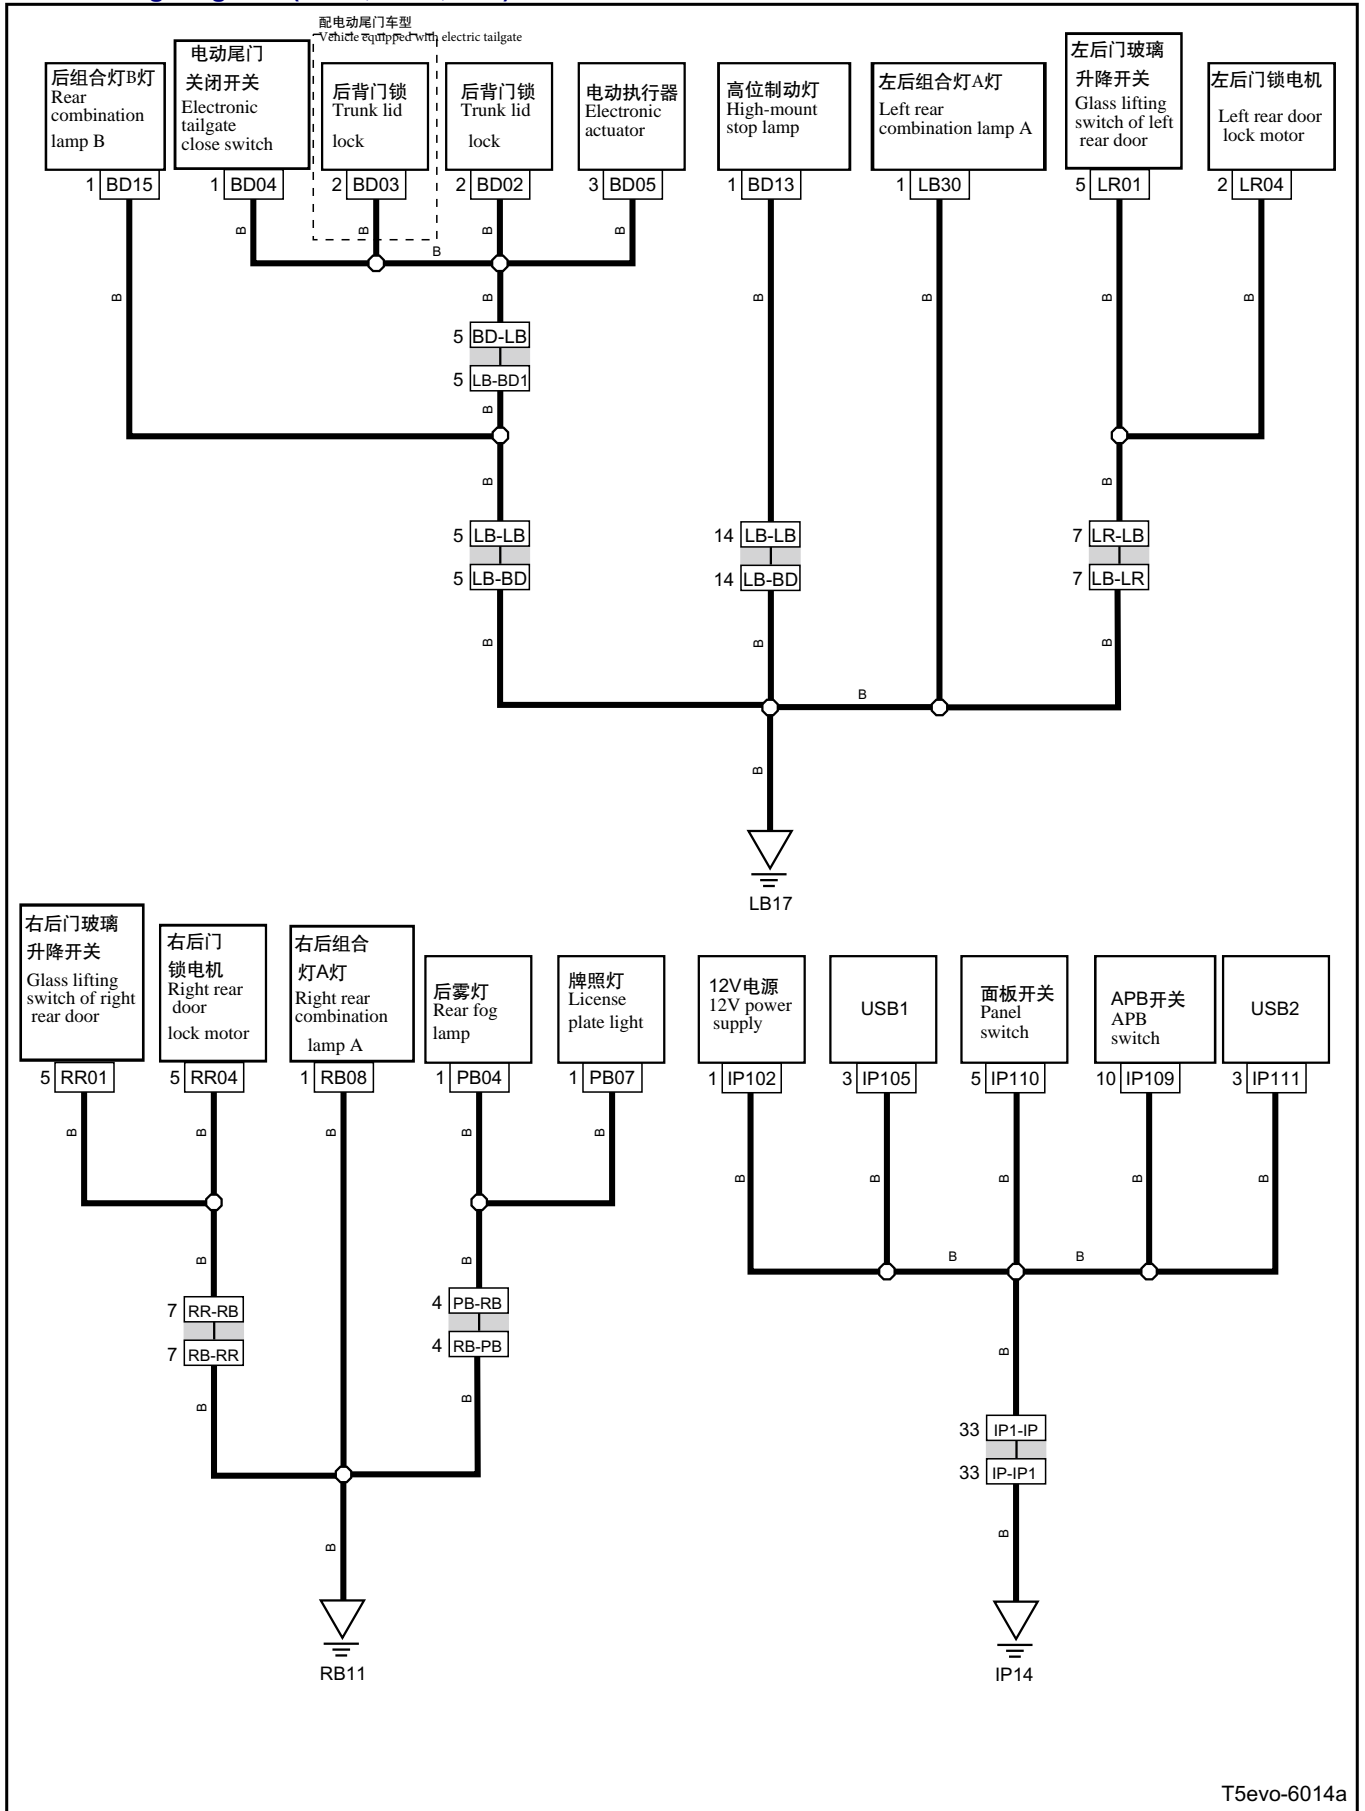 配电动尾门车型
Vehicle equipped with electric tailgate
后组合灯B灯
Rear
combination
lamp B
电动尾门
关闭开关
Electronic
tailgate
close switch
后背门锁
Trunk lid
lock
后背门锁
Trunk lid
lock
电动执行器
Electronic
actuator
高位制动灯
High-mount
stop lamp
左后组合灯A灯
Left rear
combination lamp A
左后门玻璃
升降开关
Glass lifting
switch of left
rear door
左后门锁电机
Left rear door
lock motor
1 BD15
1 BD04
2 BD03
2 BD02
3 BD05
1 BD13
1 LB30
5 LR01
2 LR04
B
B
B
B
B
B
B
B
B
B
B
5 BD-LB
5 LB-BD1
B
B
B
5 LB-LB
5 LB-BD
14 LB-LB
14 LB-BD
7 LR-LB
7 LB-LR
B
B
B
B
B
LB17
右后门玻璃
升降开关
Glass lifting
switch of right
rear door
右后门
锁电机
Right rear
door
lock motor
右后组合
灯A灯
Right rear
combination
lamp A
后雾灯
Rear fog
lamp
牌照灯
License
plate light
12V电源
12V power
supply
USB1
面板开关
Panel
switch
APB开关
APB
switch
USB2
5 RR01
5 RR04
1 RB08
1 PB04
1 PB07
1 IP102
3 IP105
5 IP110
10 IP109
3 IP111
B
B
B
B
B
B
B
B
B
B
B
B
B
B
7 RR-RB
7 RB-RR
4 PB-RB
4 RB-PB
B
B
B
33 IP1-IP
33 IP-IP1
B
B
RB11
IP14
T5evo-6014a